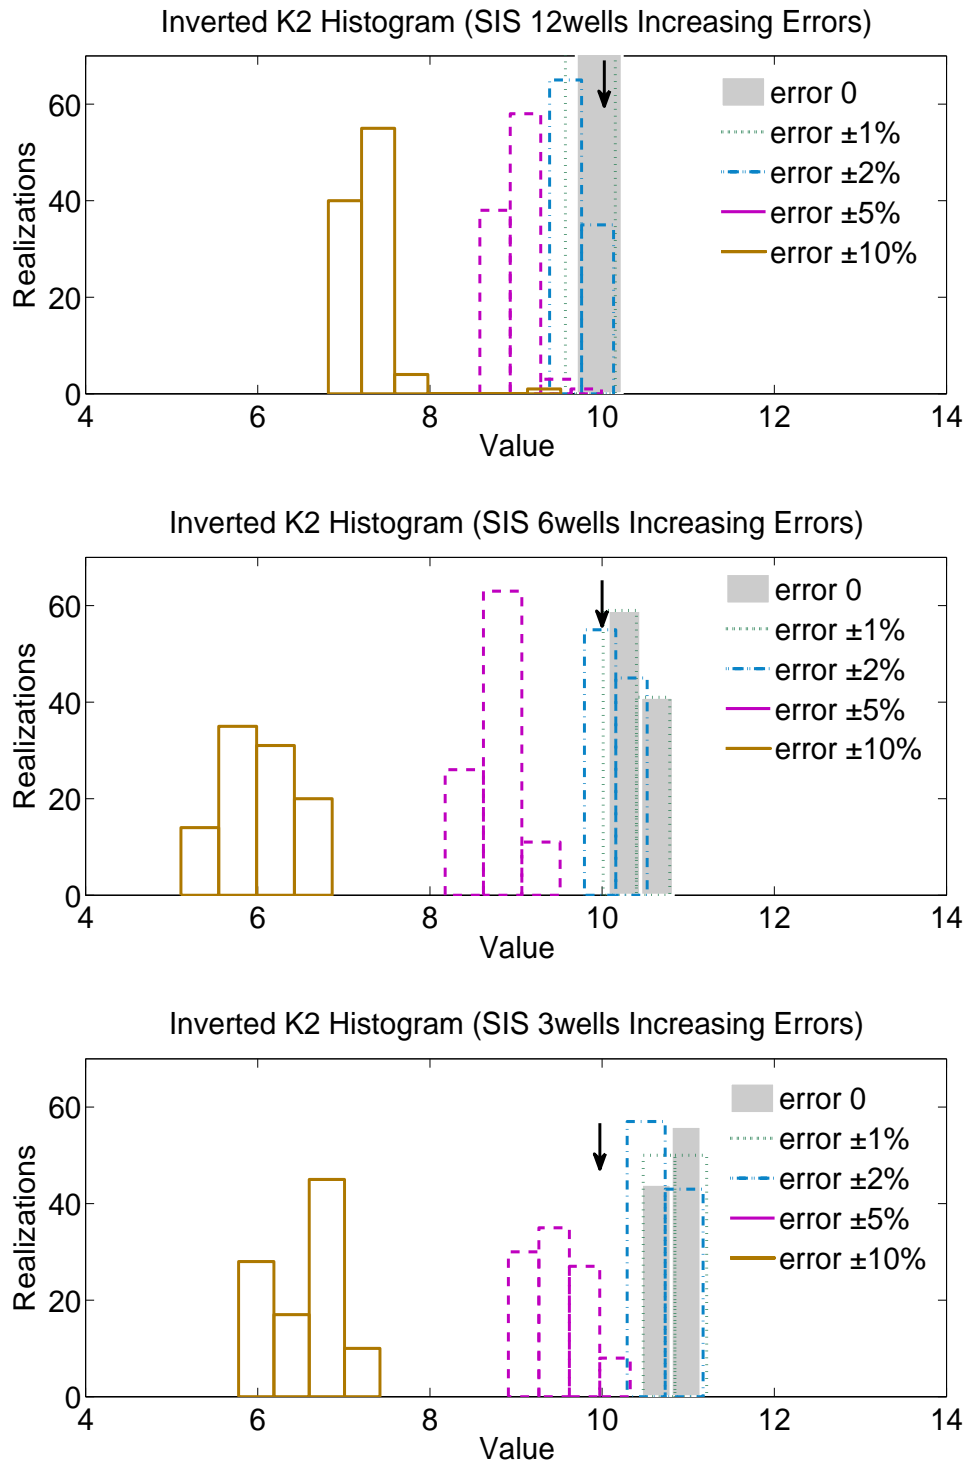 Inverted K2 Histogram (SIS 12wells Increasing Errors)
60
40
20
0
Realizations
error 0
error ±1%
error ±2%
error ±5%
error ±10%
4 6 8 10 12 14
Value
Inverted K2 Histogram (SIS 6wells Increasing Errors)
60
40
20
0
Realizations
error 0
error ±1%
error ±2%
error ±5%
error ±10%
4 6 8 10 12 14
Value
Inverted K2 Histogram (SIS 3wells Increasing Errors)
60
40
20
0
Realizations
error 0
error ±1%
error ±2%
error ±5%
error ±10%
4 6 8 10 12 14
Value